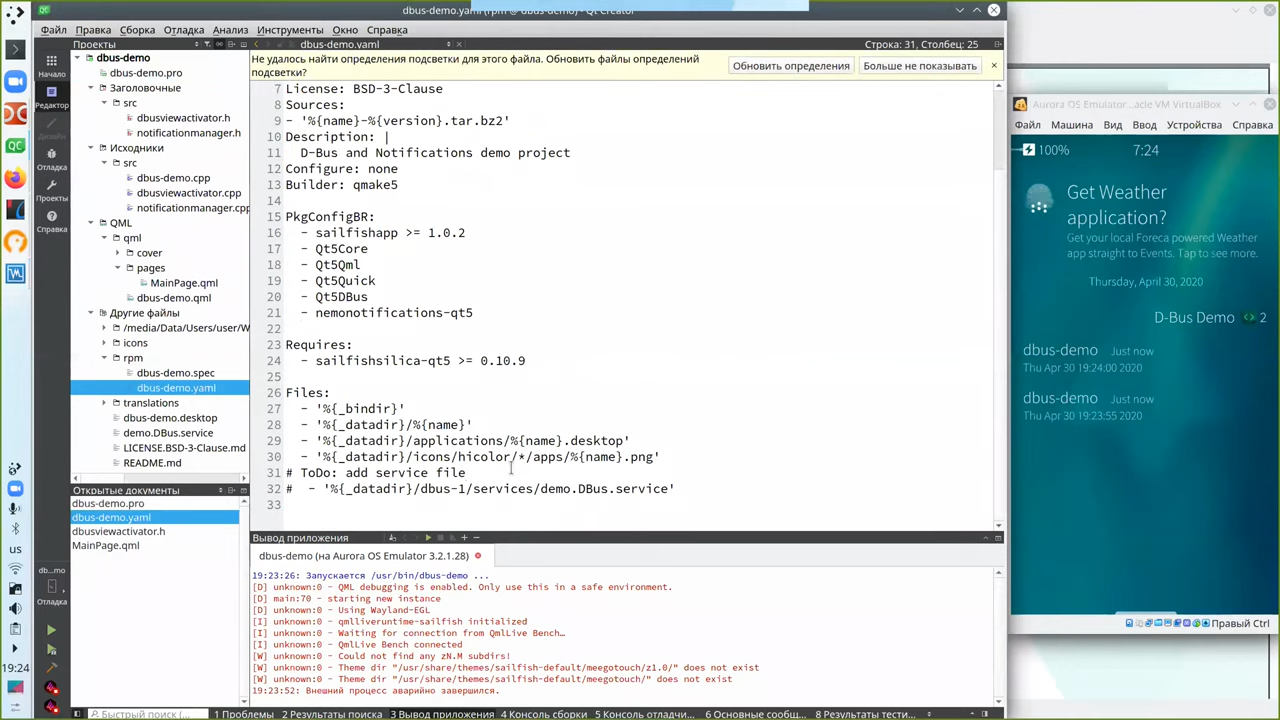 dbus-demo.yaml (rpm @ dbus-demo) - Qt Creator
Файл Правка Сборка Отладка Анализ Инструменты Окно Справка
Проекты
dbus-demo.yaml
Строка: 31, Столбец: 25
Начало
Редактор
Дизайн
Отладка
Проекты
Справка
dbus-demo
dbus-demo.pro
Заголовочные
src
dbusviewactivator.h
notificationmanager.h
Исходники
src
dbus-demo.cpp
dbusviewactivator.cpp
notificationmanager.cpp
QML
qml
cover
pages
MainPage.qml
dbus-demo.qml
Другие файлы
/media/Data/Users/user/W
icons
rpm
dbus-demo.spec
dbus-demo.yaml
translations
dbus-demo.desktop
demo.DBus.service
LICENSE.BSD-3-Clause.md
README.md
Открытые документы
dbus-demo.pro
dbus-demo.yaml
dbusviewactivator.h
MainPage.qml
us
19:24
db...mo
Отладка
Не удалось найти определения подсветки для этого файла. Обновить файлы определений
подсветки?
Обновить определения
Больше не показывать
7 License: BSD-3-Clause
8 Sources:
9 - '%{name}-%{version}.tar.bz2'
10 Description: |
11 D-Bus and Notifications demo project
12 Configure: none
13 Builder: qmake5
14
15 PkgConfigBR:
16 - sailfishapp >= 1.0.2
17 - Qt5Core
18 - Qt5Qml
19 - Qt5Quick
20 - Qt5DBus
21 - nemonotifications-qt5
22
23 Requires:
24 - sailfishsilica-qt5 >= 0.10.9
25
26 Files:
27 - '%{_bindir}'
28 - '%{_datadir}/%{name}'
29 - '%{_datadir}/applications/%{name}.desktop'
30 - '%{_datadir}/icons/hicolor/*/apps/%{name}.png'
31 # ToDo: add service file
32 # - '%{_datadir}/dbus-1/services/demo.DBus.service'
33
Вывод приложения
dbus-demo (на Aurora OS Emulator 3.2.1.28)
19:23:26: Запускается /usr/bin/dbus-demo ...
[D] unknown:0 - QML debugging is enabled. Only use this in a safe environment.
[D] main:70 - starting new instance
[D] unknown:0 - Using Wayland-EGL
[I] unknown:0 - qmlliveruntime-sailfish initialized
[I] unknown:0 - Waiting for connection from QmlLive Bench…
[I] unknown:0 - QmlLive Bench connected
[W] unknown:0 - Could not find any zN.M subdirs!
[W] unknown:0 - Theme dir "/usr/share/themes/sailfish-default/meegotouch/z1.0/" does not exist
[W] unknown:0 - Theme dir "/usr/share/themes/sailfish-default/meegotouch/" does not exist
19:23:52: Внешний процесс аварийно завершился.
Быстрый поиск (...
1 Проблемы 2 Результаты поиска 3 Вывод приложения 4 Консоль сборки 5 Консоль отладчи... 6 Основные сообщ... 8 Результаты тести...
Aurora OS Emulator ...acle VM VirtualBox
Файл Машина Вид Ввод Устройства Справка
100%
7:24
Get Weather
application?
Get your local Foreca powered Weather
app straight to Events. Tap to see more.
Thursday, April 30, 2020
D-Bus Demo 2
dbus-demo Just now
Thu Apr 30 19:24:00 2020
dbus-demo Just now
Thu Apr 30 19:23:55 2020
Правый Ctrl